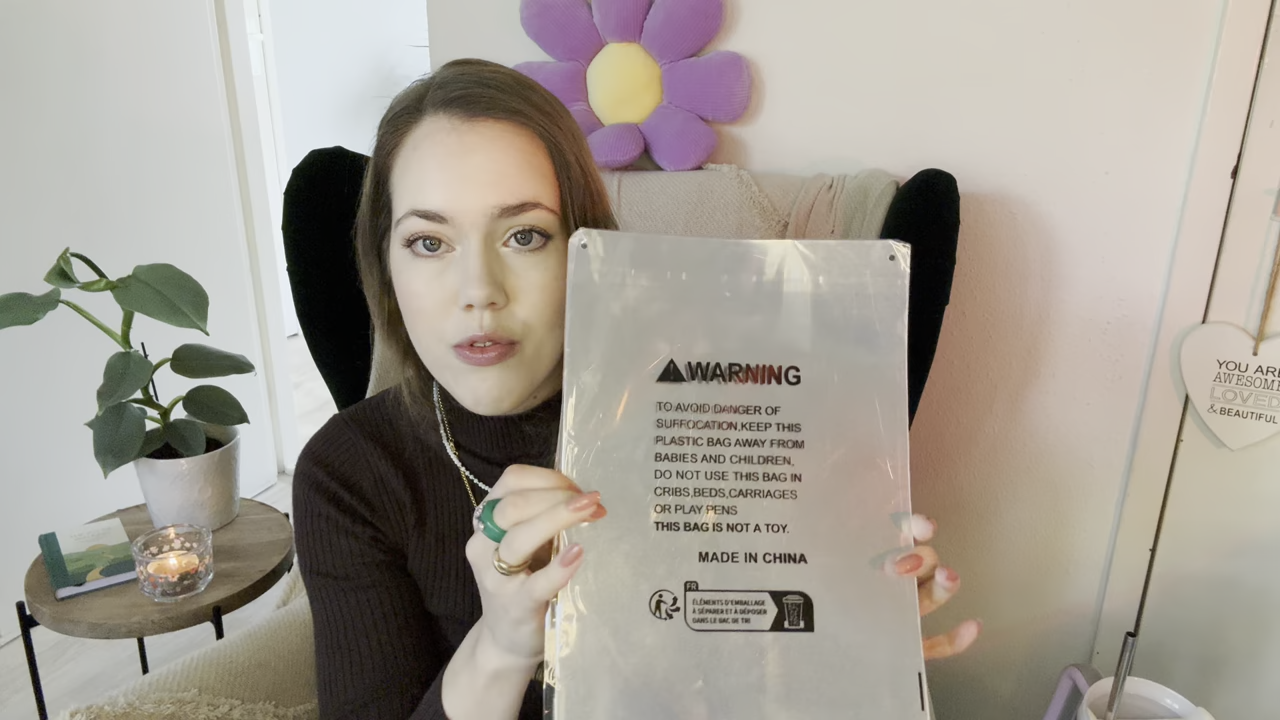 WARNING
TO AVOID DANGER OF
SUFFOCATION,KEEP THIS
PLASTIC BAG AWAY FROM
BABIES AND CHILDREN,
DO NOT USE THIS BAG IN
CRIBS,BEDS,CARRIAGES
OR PLAY PENS
THIS BAG IS NOT A TOY.
MADE IN CHINA
FR
ÉLÉMENTS D'EMBALLAGE
À SÉPARER ET À DÉPOSER
DANS LE BAC DE TRI
YOU ARE
AWESOME
LOVED
& BEAUTIFUL